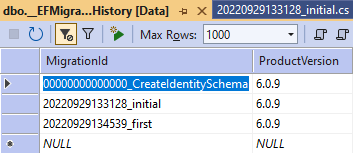 dbo.__EFMigra...History [Data]
20220929133128_initial.cs
Max Rows: 1000
MigrationId ProductVersion
00000000000000_CreateIdentitySchema 6.0.9
20220929133128_initial 6.0.9
20220929134539_first 6.0.9
NULL NULL